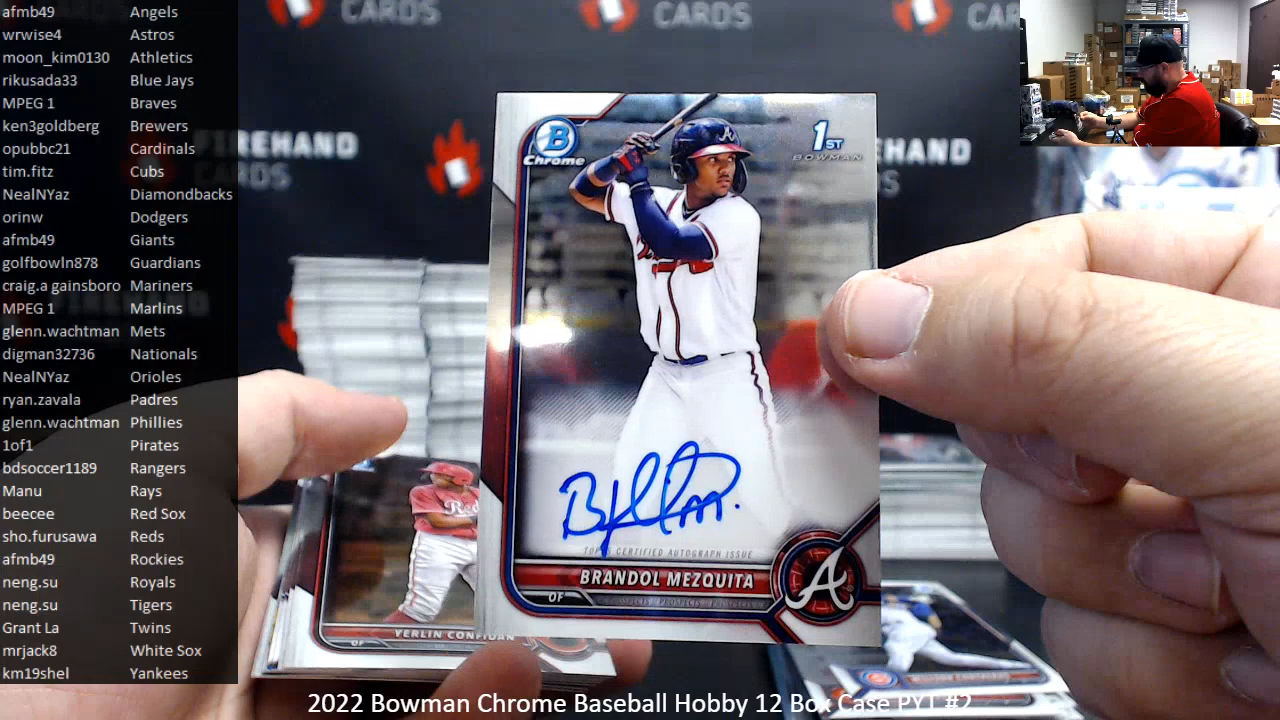 afmb49 Angels
wrwise4 Astros
moon_kim0130 Athletics
rikusada33 Blue Jays
MPEG 1 Braves
ken3goldberg Brewers
opubbc21 Cardinals
tim.fitz Cubs
NealNYaz Diamondbacks
orinw Dodgers
afmb49 Giants
golfbowln878 Guardians
craig.a gainsboro Mariners
MPEG 1 Marlins
glenn.wachtman Mets
digman32736 Nationals
NealNYaz Orioles
ryan.zavala Padres
glenn.wachtman Phillies
1of1 Pirates
bdsoccer1189 Rangers
Manu Rays
beecee Red Sox
sho.furusawa Reds
afmb49 Rockies
neng.su Royals
neng.su Tigers
Grant La Twins
mrjack8 White Sox
km19shel Yankees
CARDS
CARDS
FIREHAND
CARDS
B
Chrome
1ST
BOWMAN
TOPPS CERTIFIED AUTOGRAPH ISSUE
BRANDOL MEZQUITA
OF
A
YERLIN CONFIDAN
OF
2022 Bowman Chrome Baseball Hobby 12 Box Case PYT #2